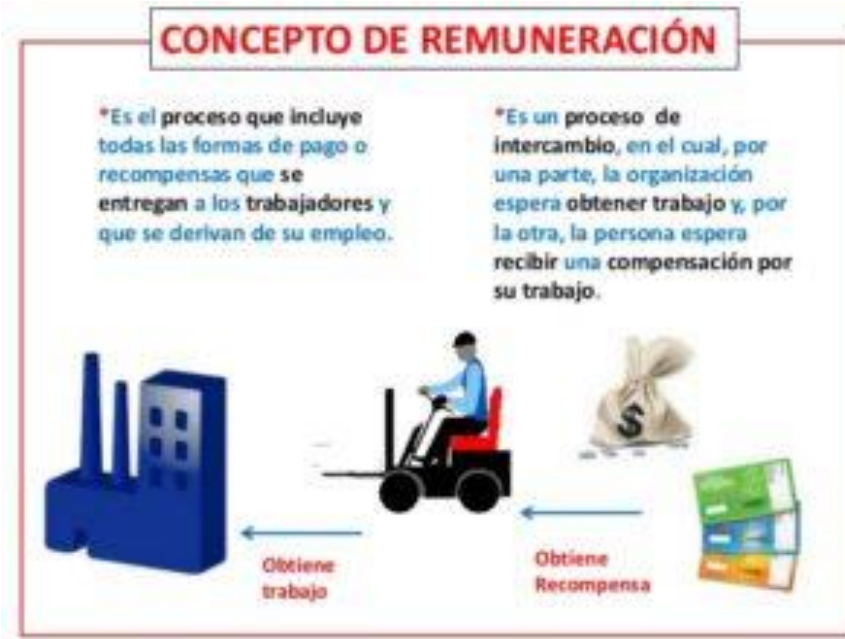 CONCEPTO DE REMUNERACIÓN
*Es el proceso que incluye
todas las formas de pago o
recompensas que se
entregan a los trabajadores y
que se derivan de su empleo.
*Es un proceso de
intercambio, en el cual, por
una parte, la organización
espera obtener trabajo y, por
la otra, la persona espera
recibir una compensación por
su trabajo.
$
Obtiene
trabajo
Obtiene
Recompensa